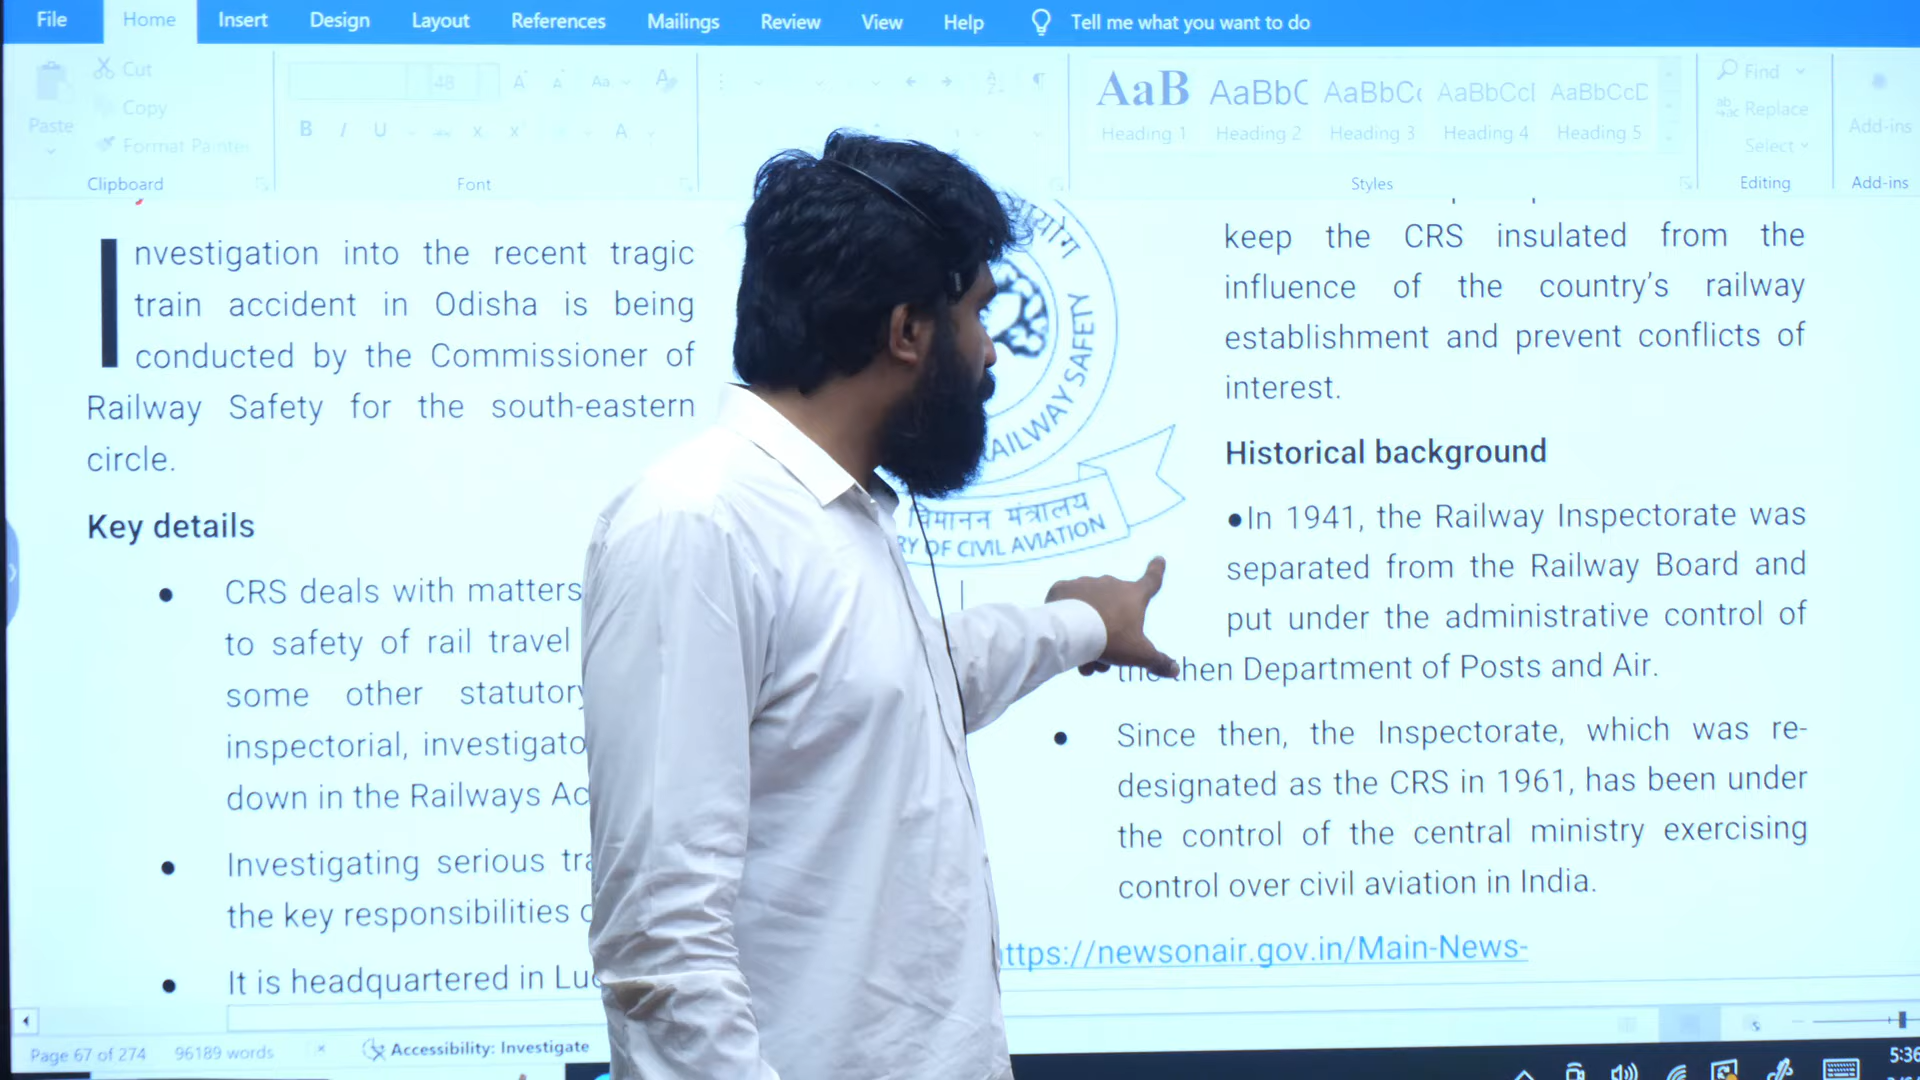 File Home Insert Design Layout References Mailings Review View Help Tell me what you want to do
Cut
Copy
Paste
Format Painter
Clipboard
48
Aa
B I U
A
Font
AaB AaBbC AaBbCc AaBbCcI AaBbCcD
Heading 1 Heading 2 Heading 3 Heading 4 Heading 5
Styles
Find
Replace
Select
Editing
Add-ins
Add-ins
Investigation into the recent tragic
train accident in Odisha is being
conducted by the Commissioner of
Railway Safety for the south-eastern
circle.
Key details
● CRS deals with matters
to safety of rail travel
some other statutory
inspectorial,
down in the Railways
● Investigating serious
the key responsibilities
● It is headquartered in
RAILWAY SAFETY
विमानन मंत्रालय
OF CIVIL AVIATION
keep the CRS insulated from the
influence of the country's railway
establishment and prevent conflicts of
interest.
Historical background
●In 1941, the Railway Inspectorate was
separated from the Railway Board and
put under the administrative control of
the then Department of Posts and Air.
● Since then, the Inspectorate, which was re-
designated as the CRS in 1961, has been under
the control of the central ministry exercising
control over civil aviation in India.
https://newsonair.gov.in/Main-News-
Page 67 of 274 96189 words Accessibility: Investigate
5:36